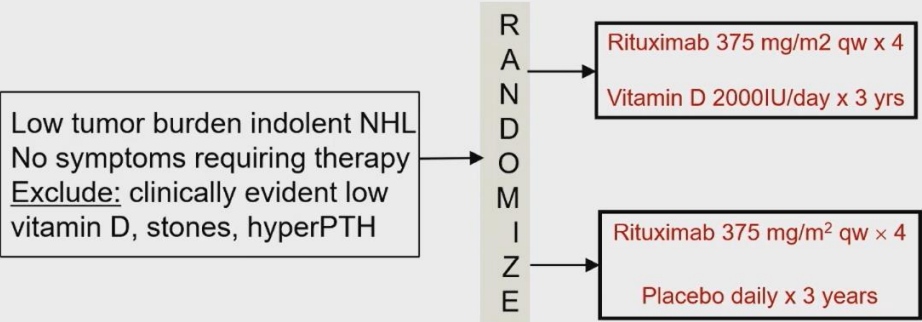 Low tumor burden indolent NHL
No symptoms requiring therapy
Exclude: clinically evident low
vitamin D, stones, hyperPTH
R
A
N
D
O
M
I
Z
E
Rituximab 375 mg/m2 qw x 4
Vitamin D 2000IU/day x 3 yrs
Rituximab 375 mg/m² qw × 4
Placebo daily x 3 years